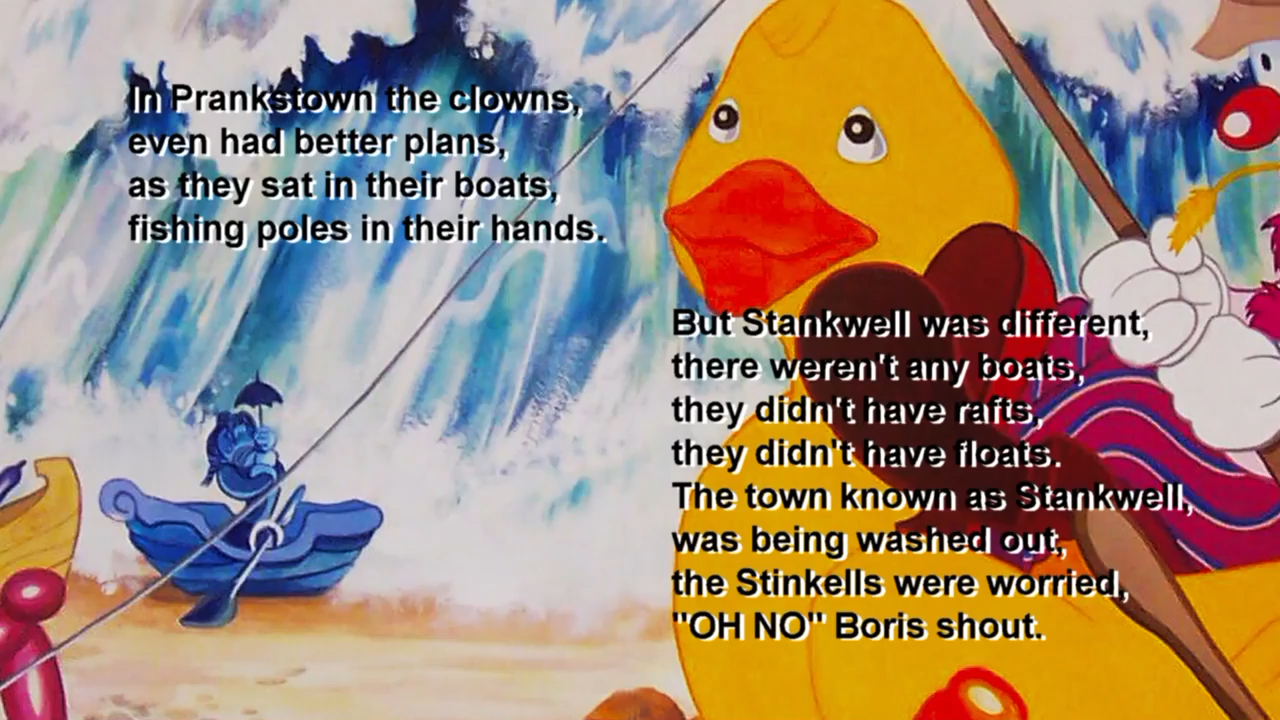 In Prankstown the clowns,
even had better plans,
as they sat in their boats,
fishing poles in their hands.
But Stankwell was different,
there weren't any boats,
they didn't have rafts,
they didn't have floats.
The town known as Stankwell,
was being washed out,
the Stinkells were worried,
"OH NO" Boris shout.